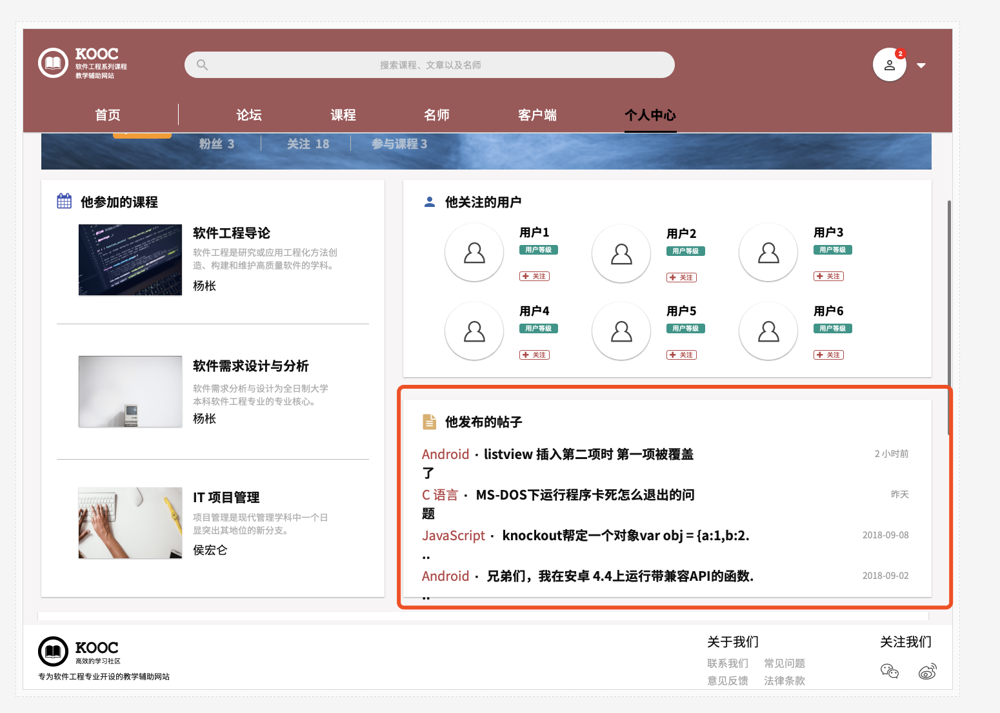 KOOC
软件工程系列课程
教学辅助网站
搜索课程、文章以及名师
2
首页
论坛
课程
名师
客户端
个人中心
粉丝 3
关注 18
参与课程 3
他参加的课程
软件工程导论
软件工程是研究或应用工程化方法创
造、构建和维护高质量软件的学科。
杨枨
软件需求设计与分析
软件需求分析与设计为全日制大学
本科软件工程专业的专业核心。
杨枨
IT 项目管理
项目管理是现代管理学科中一个日
显突出其地位的新分支。
侯宏仑
他关注的用户
用户1
用户等级
+ 关注
用户2
用户等级
+ 关注
用户3
用户等级
+ 关注
用户4
用户等级
+ 关注
用户5
用户等级
+ 关注
用户6
用户等级
+ 关注
他发布的帖子
Android · listview 插入第二项时 第一项被覆盖
了
2 小时前
C 语言 · MS-DOS下运行程序卡死怎么退出的问
题
昨天
JavaScript · knockout帮定一个对象var obj = {a:1,b:2.
..
2018-09-08
Android · 兄弟们，我在安卓 4.4上运行带兼容API的函数.
..
2018-09-02
KOOC
高效的学习社区
专为软件工程专业开设的教学辅助网站
关于我们
联系我们 常见问题
意见反馈 法律条款
关注我们